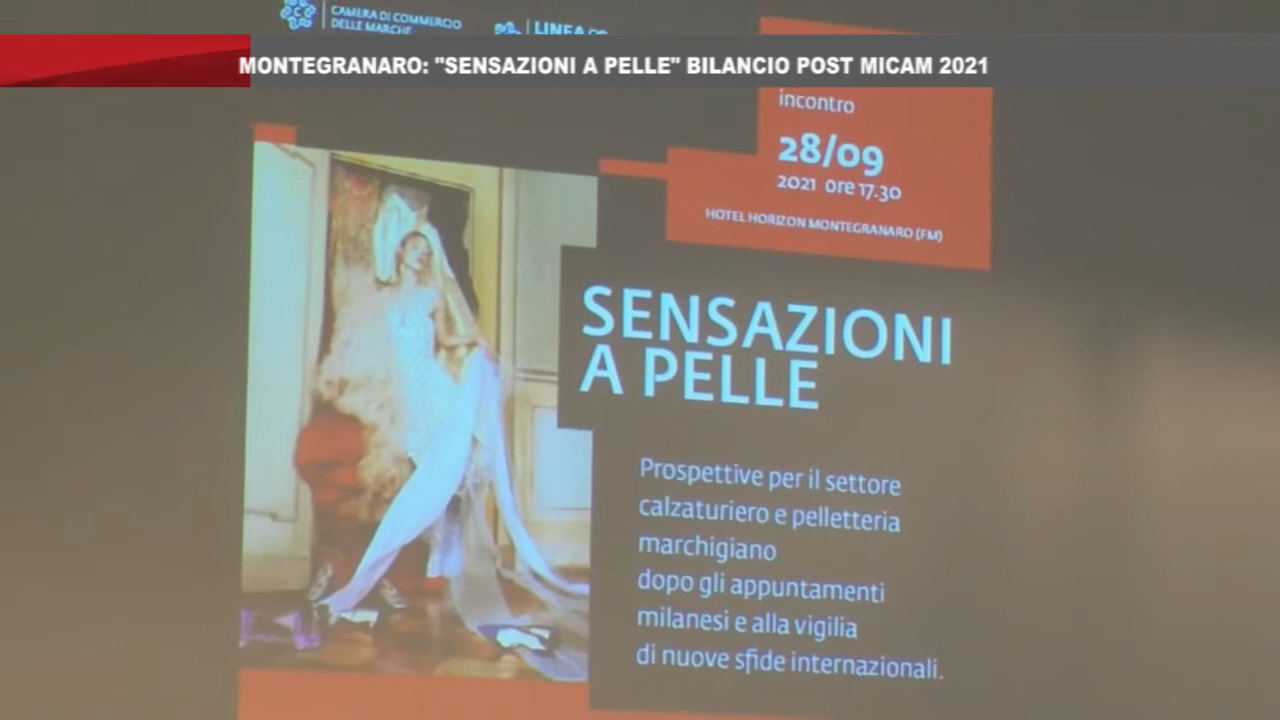 CAMERA DI COMMERCIO
DELLE MARCHE
LINEA
MONTEGRANARO: "SENSAZIONI A PELLE" BILANCIO POST MICAM 2021
incontro
28/09
2021 ore 17.30
HOTEL HORIZON MONTEGRANARO (FM)
SENSAZIONI
A PELLE
Prospettive per il settore
calzaturiero e pelletteria
marchigiano
dopo gli appuntamenti
milanesi e alla vigilia
di nuove sfide internazionali.